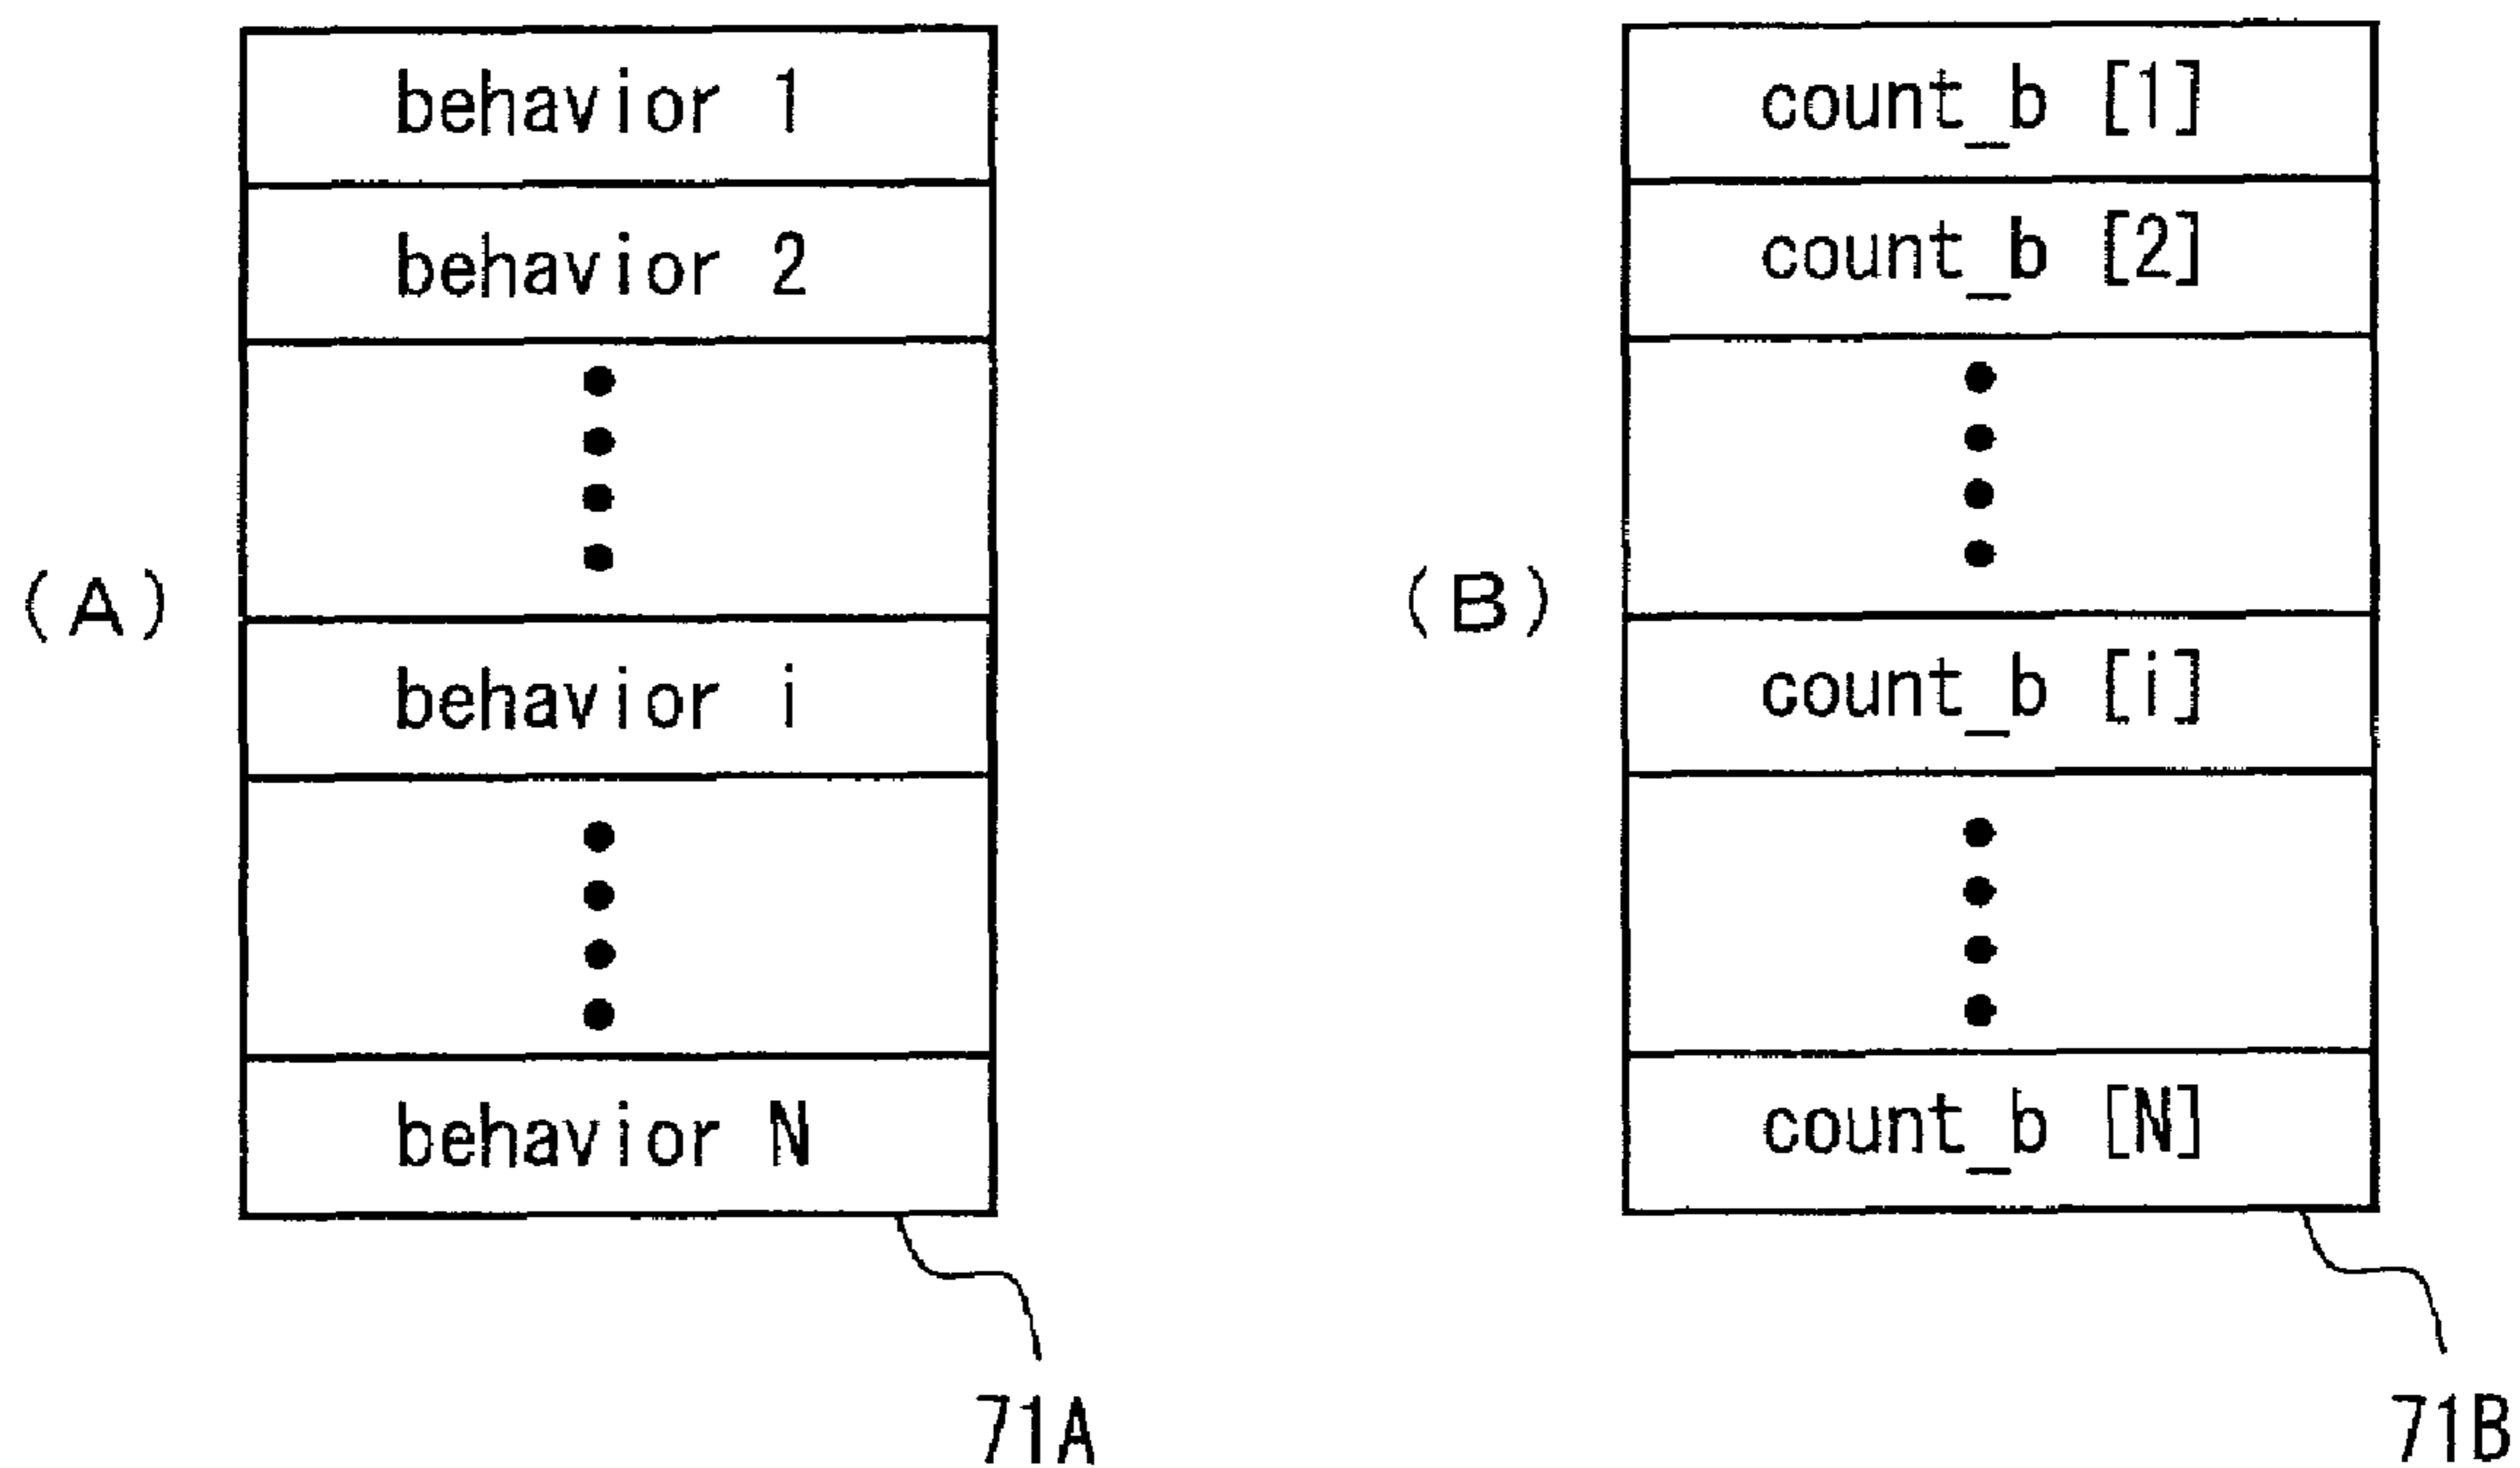 (A)
behavior 1
behavior 2
behavior i
behavior N
71A
(B)
count_b [1]
count_b [2]
count_b [i]
count_b [N]
71B